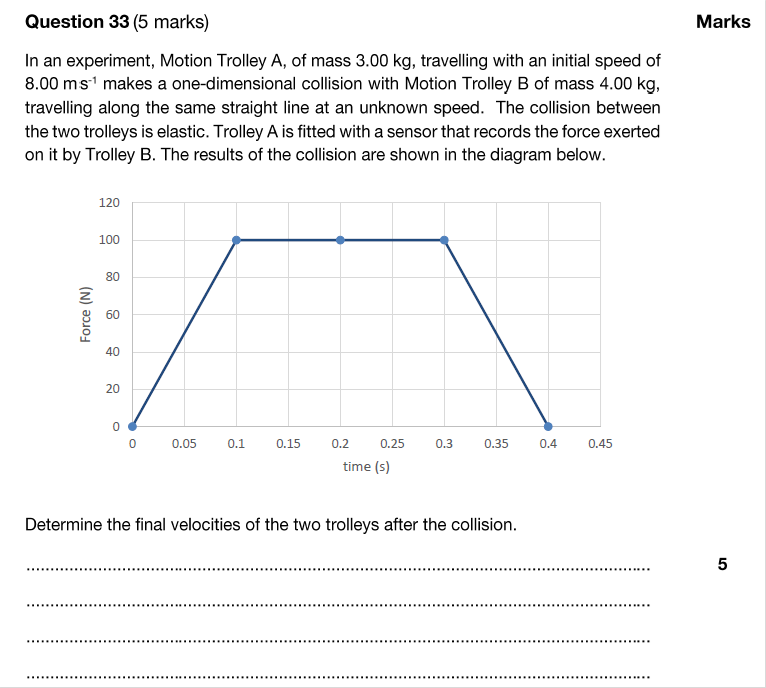 Question 33 (5 marks) Marks
In an experiment, Motion Trolley A, of mass 3.00 kg, travelling with an initial speed of
8.00 m s⁻¹ makes a one-dimensional collision with Motion Trolley B of mass 4.00 kg,
travelling along the same straight line at an unknown speed. The collision between
the two trolleys is elastic. Trolley A is fitted with a sensor that records the force exerted
on it by Trolley B. The results of the collision are shown in the diagram below.
120
100
80
60
40
20
0
Force (N)
0 0.05 0.1 0.15 0.2 0.25 0.3 0.35 0.4 0.45
time (s)
Determine the final velocities of the two trolleys after the collision.
5